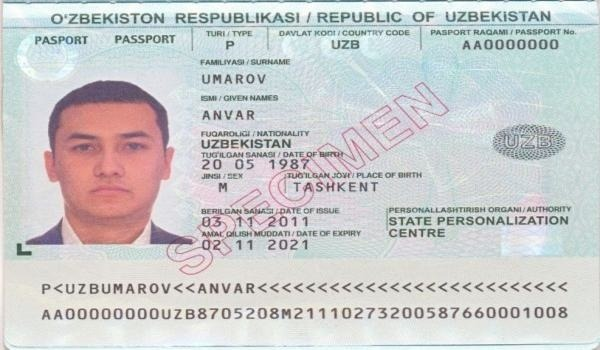 O'ZBEKISTON RESPUBLIKASI / REPUBLIC OF UZBEKISTAN
PASPORT PASSPORT
TURI / TYPE DAVLAT KODI / COUNTRY CODE PASPORT RAQAMI / PASSPORT No.
P UZB AA0000000
FAMILIYASI / SURNAME
UMAROV
ISMI / GIVEN NAMES
ANVAR
FUQAROLIGI / NATIONALITY
UZBEKISTAN
TUG'ILGAN SANASI / DATE OF BIRTH
20 05 1987
JINSI / SEX TUG'ILGAN JOYI / PLACE OF BIRTH
M TASHKENT
BERILGAN SANASI / DATE OF ISSUE PERSONALLASHTIRISH ORGANI / AUTHORITY
03 11 2011 STATE PERSONALIZATION
AMAL QILISH MUDDATI / DATE OF EXPIRY CENTRE
02 11 2021
UZB
SPECIMEN
P<UZBUMAROV<<ANVAR<<<<<<<<<<<<<<<<<<<<<<<<<<
AA00000000UZB8705208M21110273200587660001008